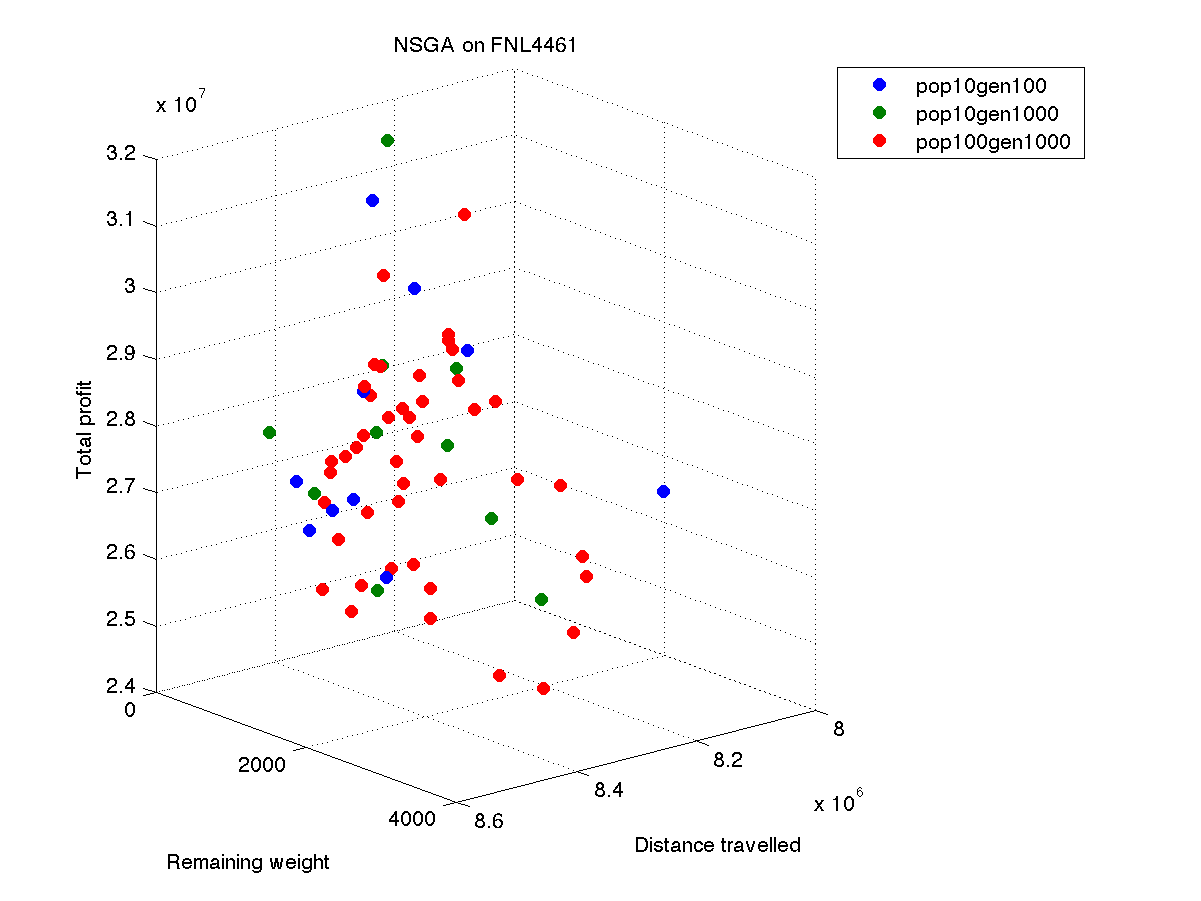 NSGA on FNL4461
pop10gen100
pop10gen1000
pop100gen1000
x 10^7
3.2
3.1
3
2.9
2.8
2.7
2.6
2.5
2.4
Total profit
0
2000
4000
Remaining weight
8.6
8.4
8.2
8
x 10^6
Distance travelled